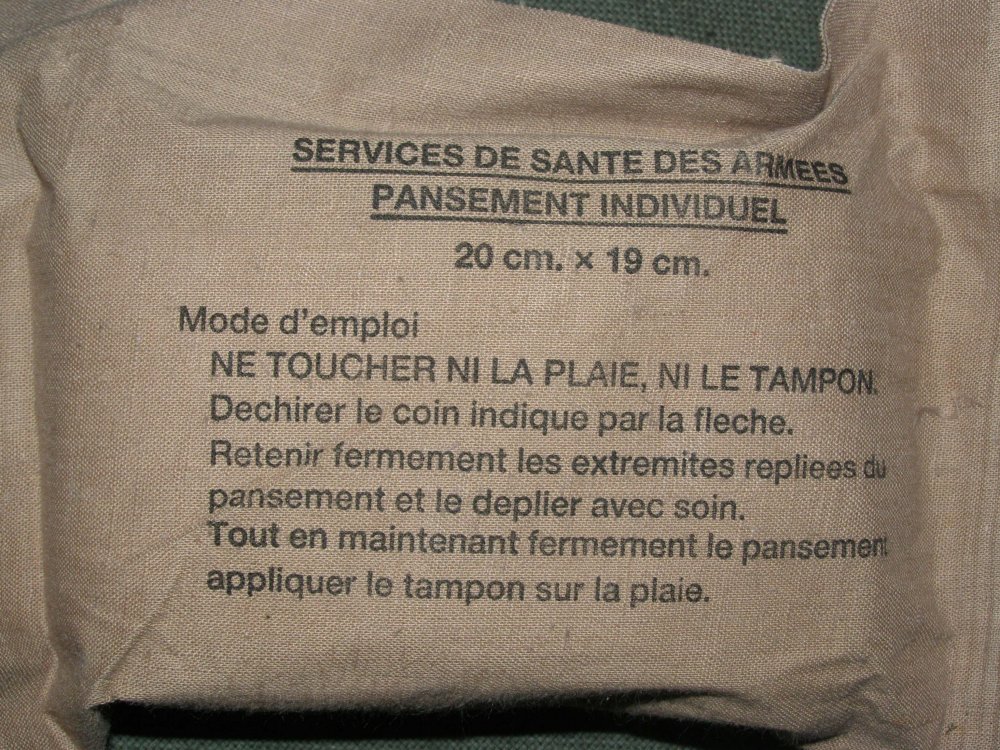 SERVICES DE SANTE DES ARMEES
PANSEMENT INDIVIDUEL
20 cm. × 19 cm.
Mode d'emploi
NE TOUCHER NI LA PLAIE, NI LE TAMPON.
Dechirer le coin indique par la fleche.
Retenir fermement les extremites repliees du
pansement et le deplier avec soin.
Tout en maintenant fermement le pansement
appliquer le tampon sur la plaie.